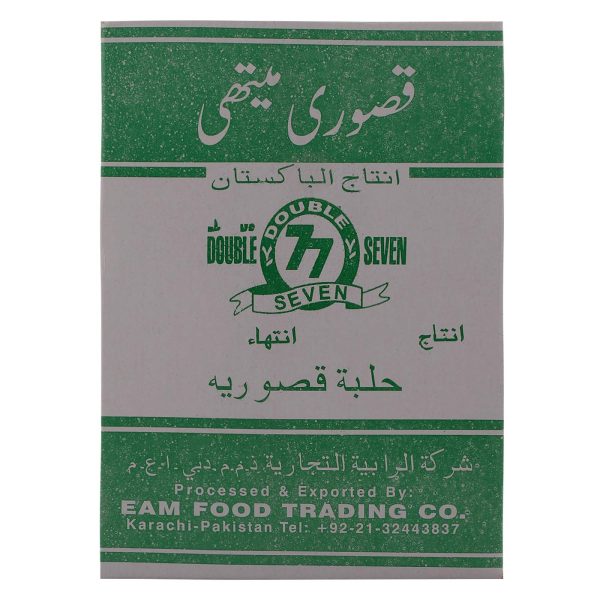 قصوری میتھی
انتاج الباكستان
DOUBLE
DOUBLE 77 SEVEN
SEVEN
انتاج انتهاء
حلبة قصوريه
شركة الرابية التجارية ذ.م.م.دبي.ا.ع.م
Processed & Exported By:
EAM FOOD TRADING CO.
Karachi-Pakistan Tel: +92-21-32443837